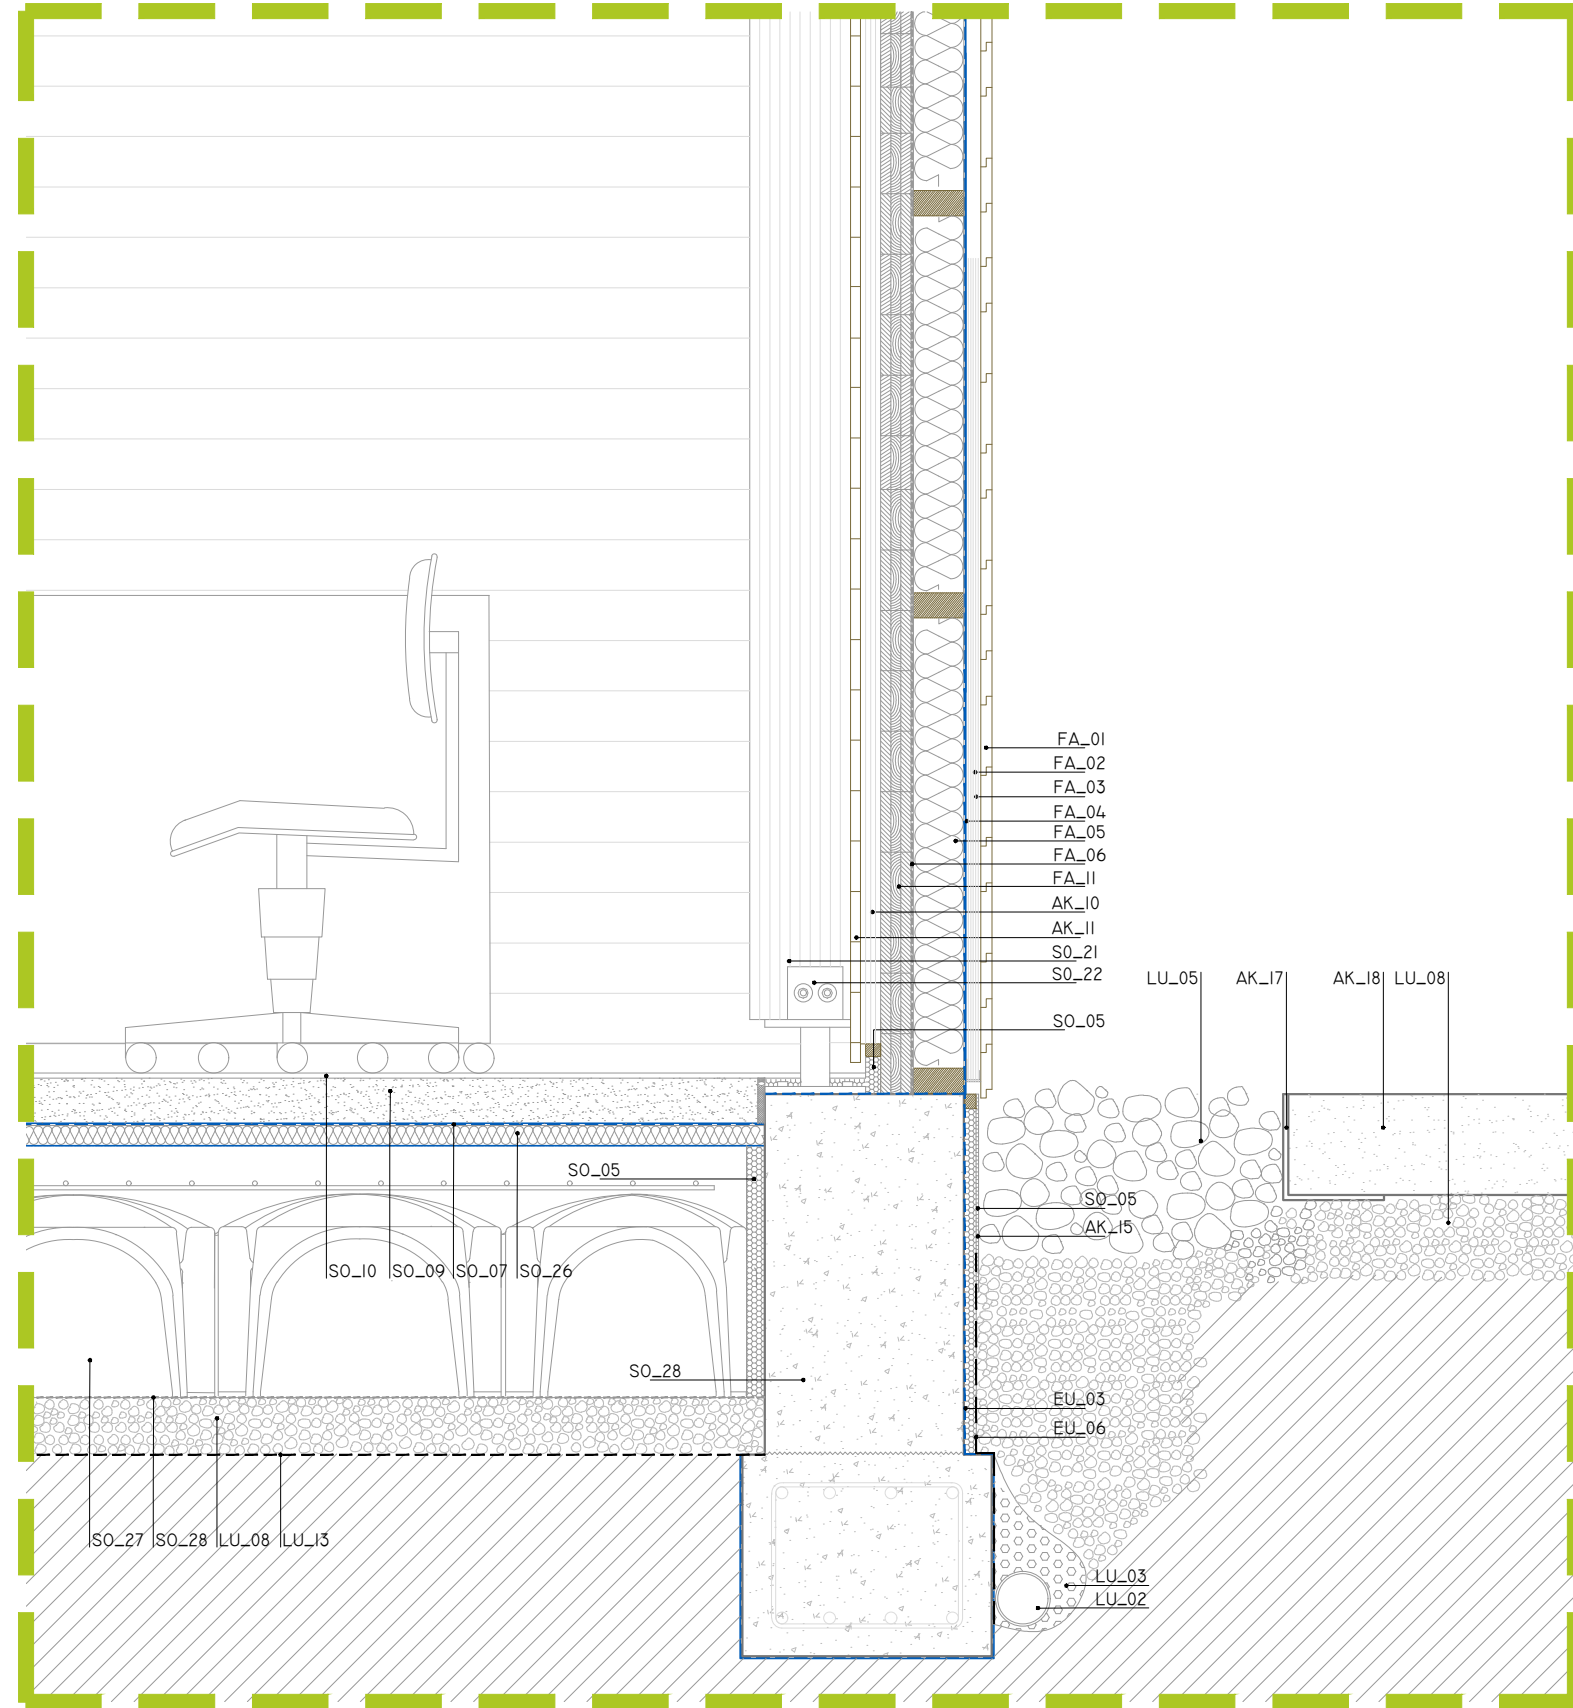 FA_01
FA_02
FA_03
FA_04
FA_05
FA_06
FA_11
AK_10
AK_11
SO_21
SO_22
LU_05 AK_17 AK_18 LU_08
SO_05
SO_05
SO_05
AK_15
SO_10 SO_09 SO_07 SO_26
SO_28
EU_03
EU_06
SO_27 SO_28 LU_08 LU_13
LU_03
LU_02